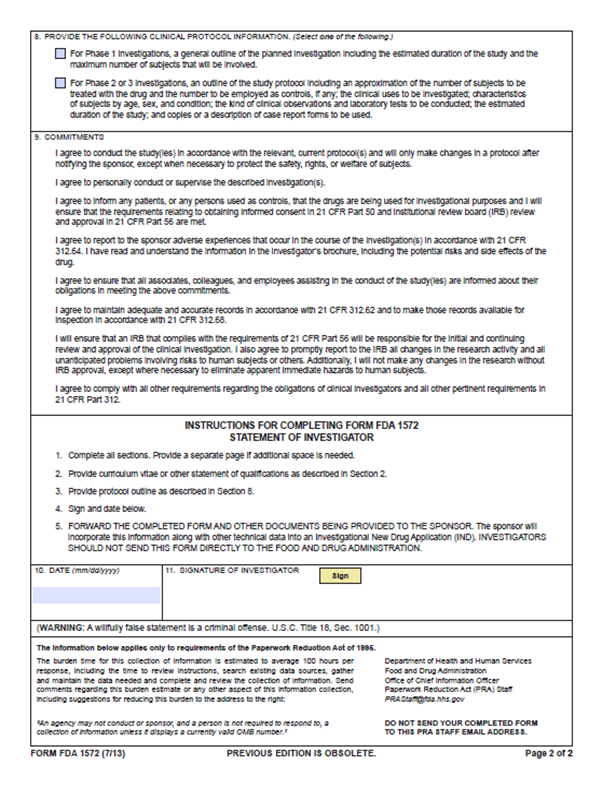 8. PROVIDE THE FOLLOWING CLINICAL PROTOCOL INFORMATION. (Select one of the following.)
For Phase 1 investigations, a general outline of the planned investigation including the estimated duration of the study and the
maximum number of subjects that will be involved.
For Phase 2 or 3 investigations, an outline of the study protocol including an approximation of the number of subjects to be
treated with the drug and the number to be employed as controls, if any; the clinical uses to be investigated; characteristics
of subjects by age, sex, and condition; the kind of clinical observations and laboratory tests to be conducted; the estimated
duration of the study; and copies or a description of case report forms to be used.
9. COMMITMENTS
I agree to conduct the study(ies) in accordance with the relevant, current protocol(s) and will only make changes in a protocol after
notifying the sponsor, except when necessary to protect the safety, rights, or welfare of subjects.
I agree to personally conduct or supervise the described investigation(s).
I agree to inform any patients, or any persons used as controls, that the drugs are being used for investigational purposes and I will
ensure that the requirements relating to obtaining informed consent in 21 CFR Part 50 and institutional review board (IRB) review
and approval in 21 CFR Part 56 are met.
I agree to report to the sponsor adverse experiences that occur in the course of the investigation(s) in accordance with 21 CFR
312.64. I have read and understand the information in the investigator's brochure, including the potential risks and side effects of the
drug.
I agree to ensure that all associates, colleagues, and employees assisting in the conduct of the study(ies) are informed about their
obligations in meeting the above commitments.
I agree to maintain adequate and accurate records in accordance with 21 CFR 312.62 and to make those records available for
inspection in accordance with 21 CFR 312.68.
I will ensure that an IRB that complies with the requirements of 21 CFR Part 56 will be responsible for the initial and continuing
review and approval of the clinical investigation. I also agree to promptly report to the IRB all changes in the research activity and all
unanticipated problems involving risks to human subjects or others. Additionally, I will not make any changes in the research without
IRB approval, except where necessary to eliminate apparent immediate hazards to human subjects.
I agree to comply with all other requirements regarding the obligations of clinical investigators and all other pertinent requirements in
21 CFR Part 312.
INSTRUCTIONS FOR COMPLETING FORM FDA 1572
STATEMENT OF INVESTIGATOR
1. Complete all sections. Provide a separate page if additional space is needed.
2. Provide curriculum vitae or other statement of qualifications as described in Section 2.
3. Provide protocol outline as described in Section 8.
4. Sign and date below.
5. FORWARD THE COMPLETED FORM AND OTHER DOCUMENTS BEING PROVIDED TO THE SPONSOR. The sponsor will
incorporate this information along with other technical data into an Investigational New Drug Application (IND). INVESTIGATORS
SHOULD NOT SEND THIS FORM DIRECTLY TO THE FOOD AND DRUG ADMINISTRATION.
10. DATE (mm/dd/yyyy)
11. SIGNATURE OF INVESTIGATOR
Sign
(WARNING: A willfully false statement is a criminal offense. U.S.C. Title 18, Sec. 1001.)
The information below applies only to requirements of the Paperwork Reduction Act of 1995.
The burden time for this collection of information is estimated to average 100 hours per
response, including the time to review instructions, search existing data sources, gather
and maintain the data needed and complete and review the collection of information. Send
comments regarding this burden estimate or any other aspect of this information collection,
including suggestions for reducing this burden to the address to the right:
Department of Health and Human Services
Food and Drug Administration
Office of Chief Information Officer
Paperwork Reduction Act (PRA) Staff
PRAStaff@fda.hhs.gov
"An agency may not conduct or sponsor, and a person is not required to respond to, a
collection of information unless it displays a currently valid OMB number."
DO NOT SEND YOUR COMPLETED FORM
TO THIS PRA STAFF EMAIL ADDRESS.
FORM FDA 1572 (7/13)
PREVIOUS EDITION IS OBSOLETE.
Page 2 of 2